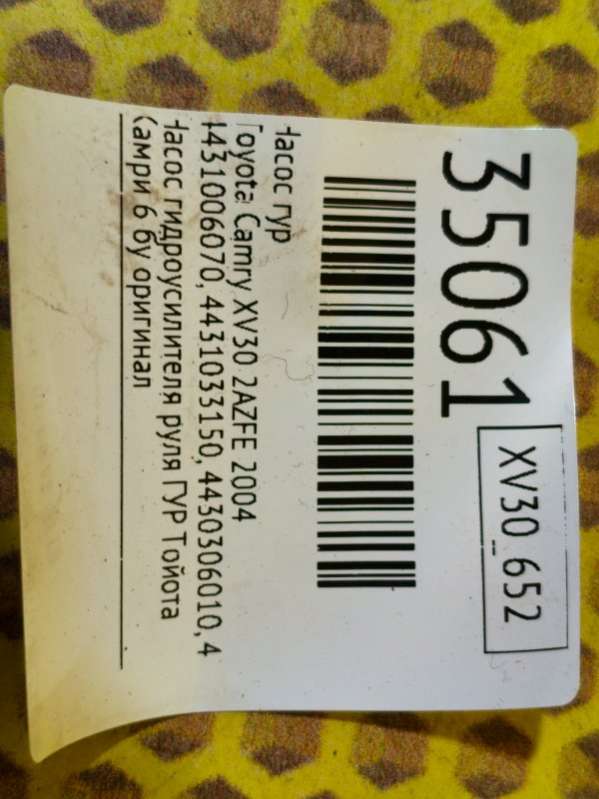 35061
XV30_652
Насос гур
Toyota Camry XV30 2AZFE 2004
4431006070, 4431033150, 4430306010, 4
Насос гидроусилителя руля ГУР Тойота
Камри 6 бу оригинал